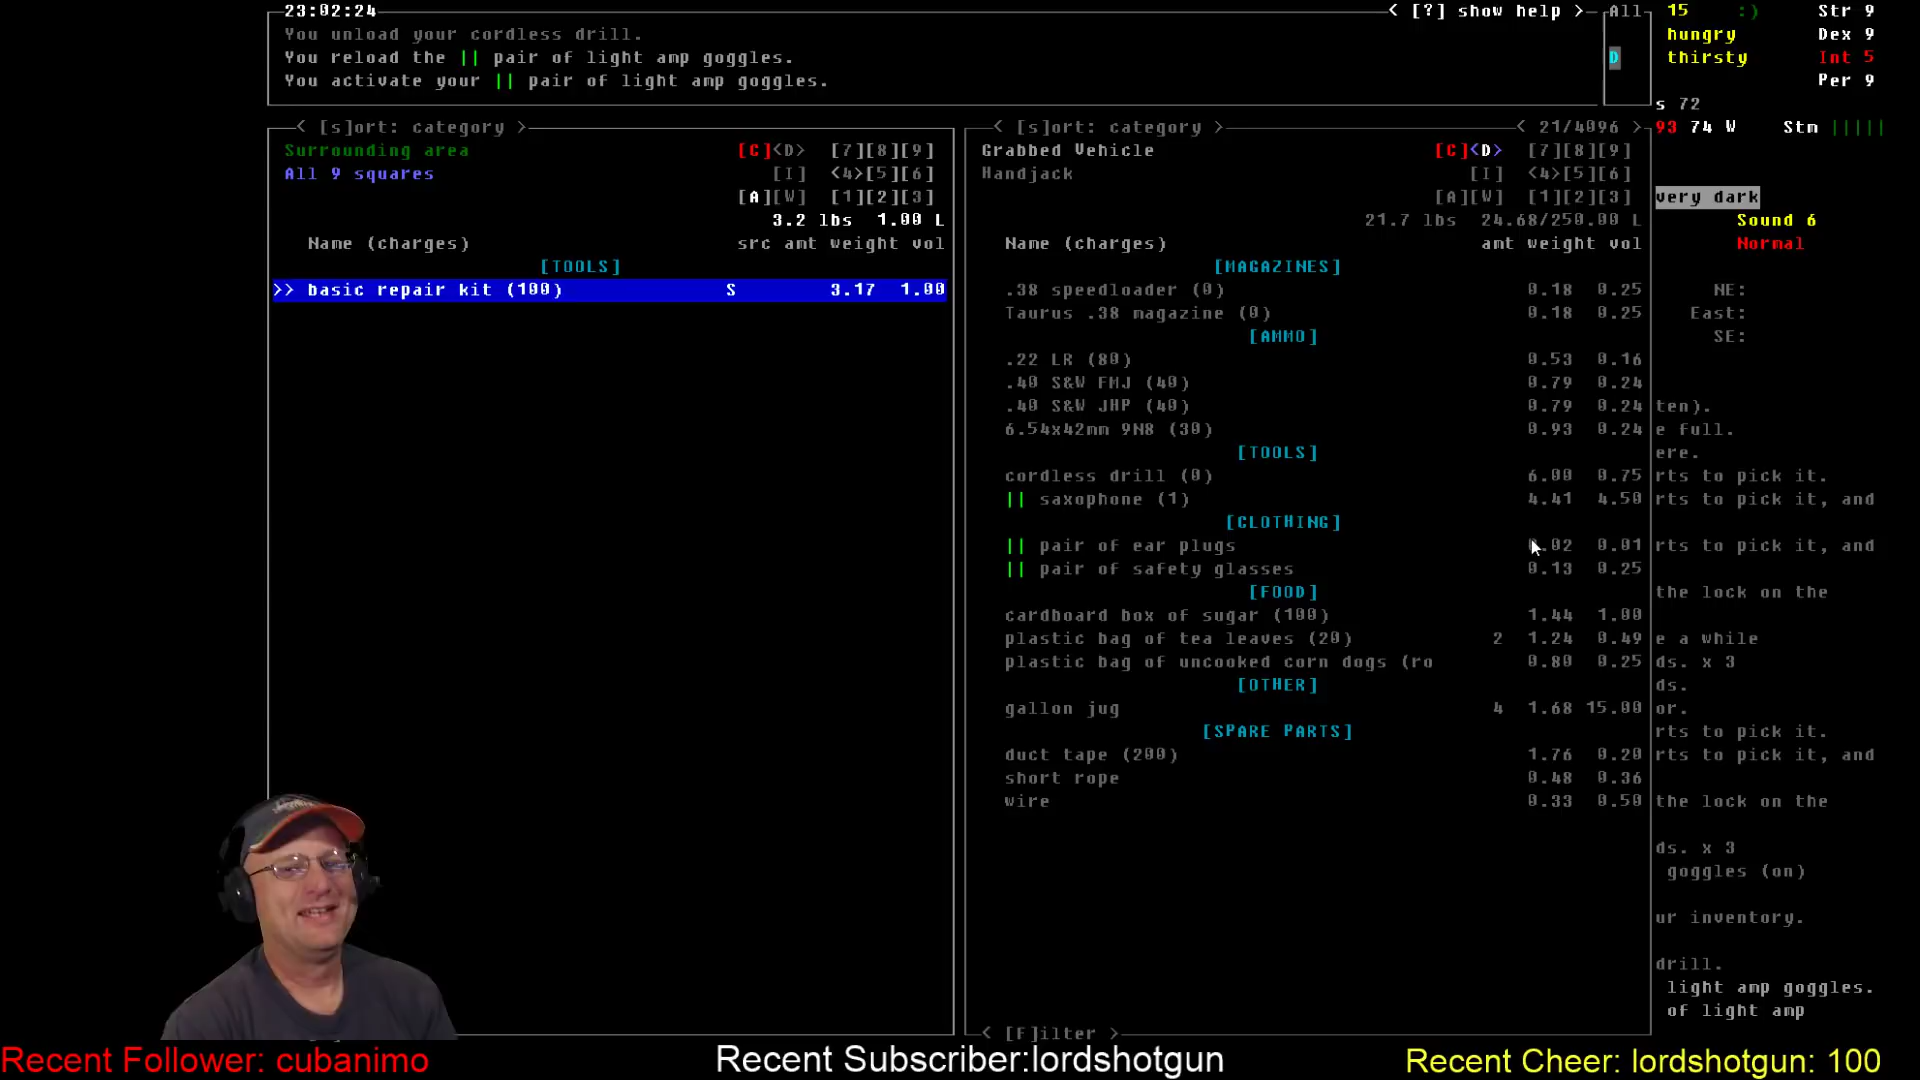 23:02:24
< [?] show help >
You unload your cordless drill.
You reload the || pair of light amp goggles.
You activate your || pair of light amp goggles.
All
D
15 :) Str 9
hungry Dex 9
thirsty Int 5
Per 9
s 72
93 74 W Stm |||||
very dark
Sound 6
Normal
NE:
East:
SE:
< [s]ort: category >
Surrounding area [C]<D> [7][8][9]
All 9 squares [I] <4>[5][6]
[A][W] [1][2][3]
3.2 lbs 1.00 L
Name (charges) src amt weight vol
[TOOLS]
>> basic repair kit (100) S 3.17 1.00
< [s]ort: category > < 21/4096 >
Grabbed Vehicle [C]<D> [7][8][9]
Handjack [I] <4>[5][6]
[A][W] [1][2][3]
21.7 lbs 24.68/250.00 L
Name (charges) amt weight vol
[MAGAZINES]
.38 speedloader (0) 0.18 0.25
Taurus .38 magazine (0) 0.18 0.25
[AMMO]
.22 LR (80) 0.53 0.16
.40 S&W FMJ (40) 0.79 0.24
.40 S&W JHP (40) 0.79 0.24
6.54x42mm 9N8 (30) 0.93 0.24
[TOOLS]
cordless drill (0) 6.00 0.75
|| saxophone (1) 4.41 4.50
[CLOTHING]
|| pair of ear plugs .02 0.01
|| pair of safety glasses 0.13 0.25
[FOOD]
cardboard box of sugar (100) 1.44 1.00
plastic bag of tea leaves (20) 2 1.24 0.49
plastic bag of uncooked corn dogs (ro 0.80 0.25
[OTHER]
gallon jug 4 1.68 15.00
[SPARE PARTS]
duct tape (200) 1.76 0.20
short rope 0.48 0.36
wire 0.33 0.50
< [F]ilter >
ten).
e full.
ere.
rts to pick it.
rts to pick it, and
rts to pick it, and
the lock on the
e a while
ds. x 3
ds.
or.
rts to pick it.
rts to pick it, and
the lock on the
ds. x 3
goggles (on)
ur inventory.
drill.
light amp goggles.
of light amp
Recent Follower: cubanimo
Recent Subscriber:lordshotgun
Recent Cheer: lordshotgun: 100